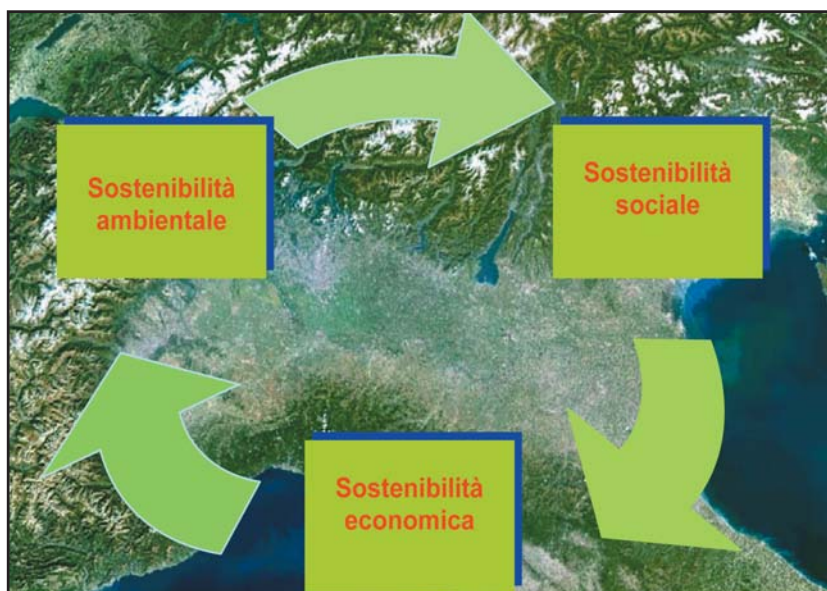 Sostenibilità
ambientale
Sostenibilità
sociale
Sostenibilità
economica